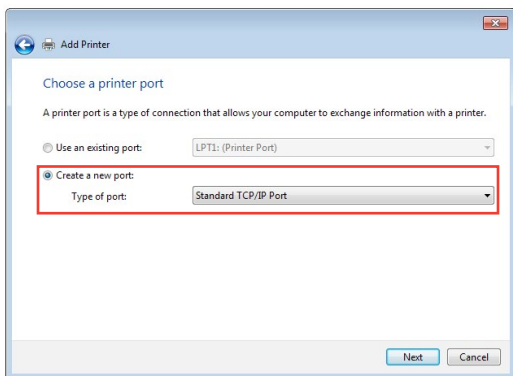 Add Printer
Choose a printer port
A printer port is a type of connection that allows your computer to exchange information with a printer.
Use an existing port: LPT1: (Printer Port)
Create a new port:
Type of port: Standard TCP/IP Port
Next Cancel